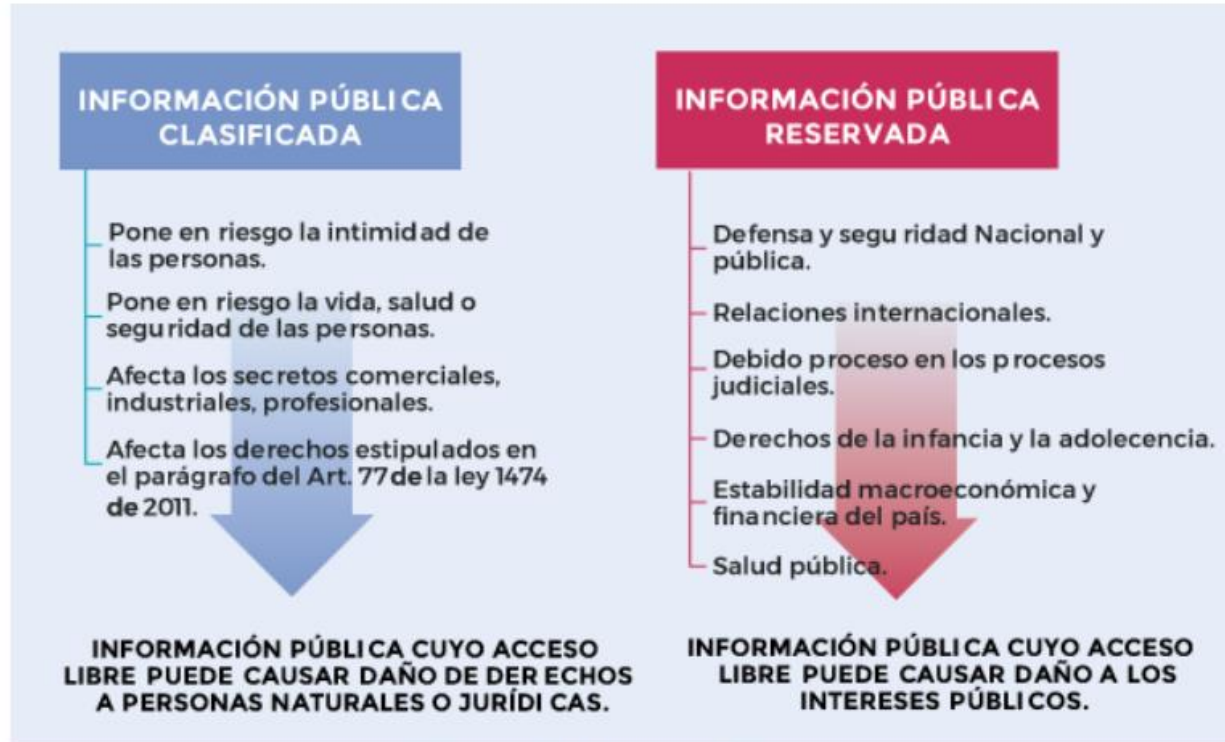 INFORMACIÓN PÚBLICA
CLASIFICADA
Pone en riesgo la intimidad de
las personas.
Pone en riesgo la vida, salud o
seguridad de las personas.
Afecta los secretos comerciales,
industriales, profesionales.
Afecta los derechos estipulados en
el parágrafo del Art. 77 de la ley 1474
de 2011.
INFORMACIÓN PÚBLICA CUYO ACCESO
LIBRE PUEDE CAUSAR DAÑO DE DERECHOS
A PERSONAS NATURALES O JURÍDICAS.
INFORMACIÓN PÚBLICA
RESERVADA
Defensa y seguridad Nacional y
pública.
Relaciones internacionales.
Debido proceso en los procesos
judiciales.
Derechos de la infancia y la adolecencia.
Estabilidad macroeconómica y
financiera del país.
Salud pública.
INFORMACIÓN PÚBLICA CUYO ACCESO
LIBRE PUEDE CAUSAR DAÑO A LOS
INTERESES PÚBLICOS.